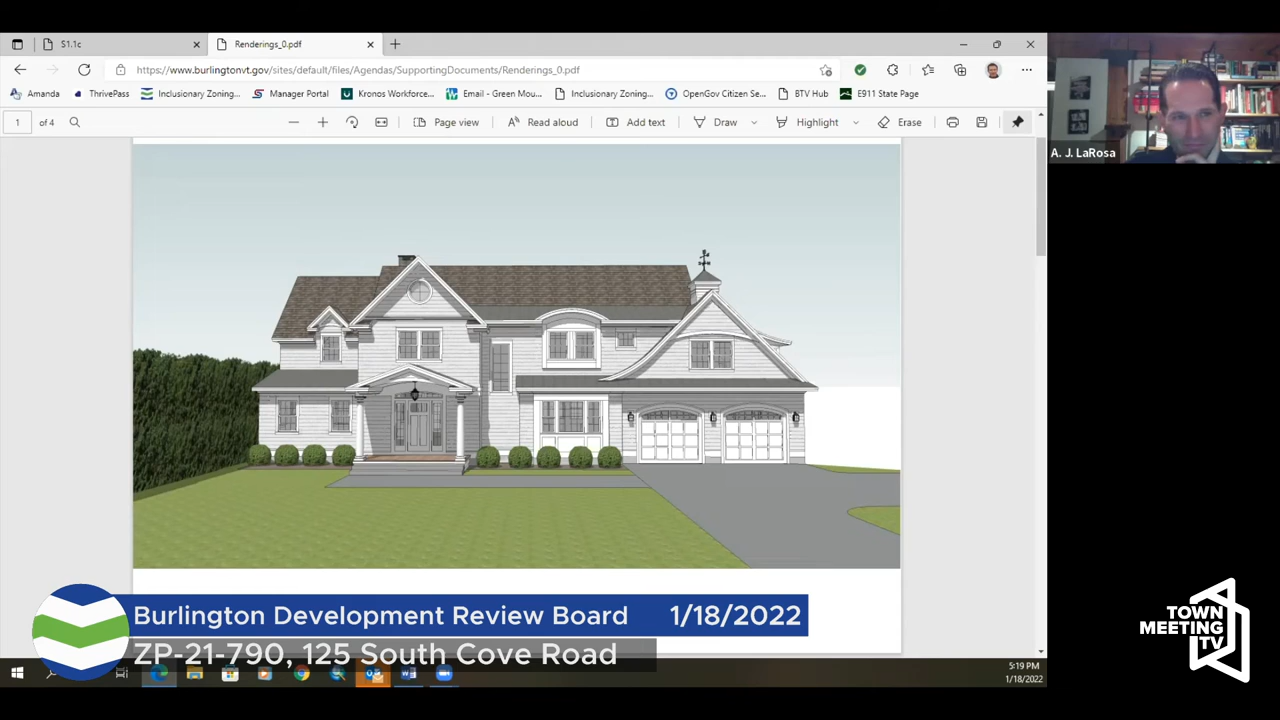 S1.1c
Renderings_0.pdf
https://www.burlingtonvt.gov/sites/default/files/Agendas/SupportingDocuments/Renderings_0.pdf
Amanda
ThrivePass
Inclusionary Zoning...
Manager Portal
Kronos Workforce...
Email - Green Mou...
Inclusionary Zoning...
OpenGov Citizen Se...
BTV Hub
E911 State Page
1 of 4
Page view
Read aloud
Add text
Draw
Highlight
Erase
A. J. LaRosa
Burlington Development Review Board 1/18/2022
ZP-21-790, 125 South Cove Road
TOWN
MEETING
TV
5:19 PM
1/18/2022